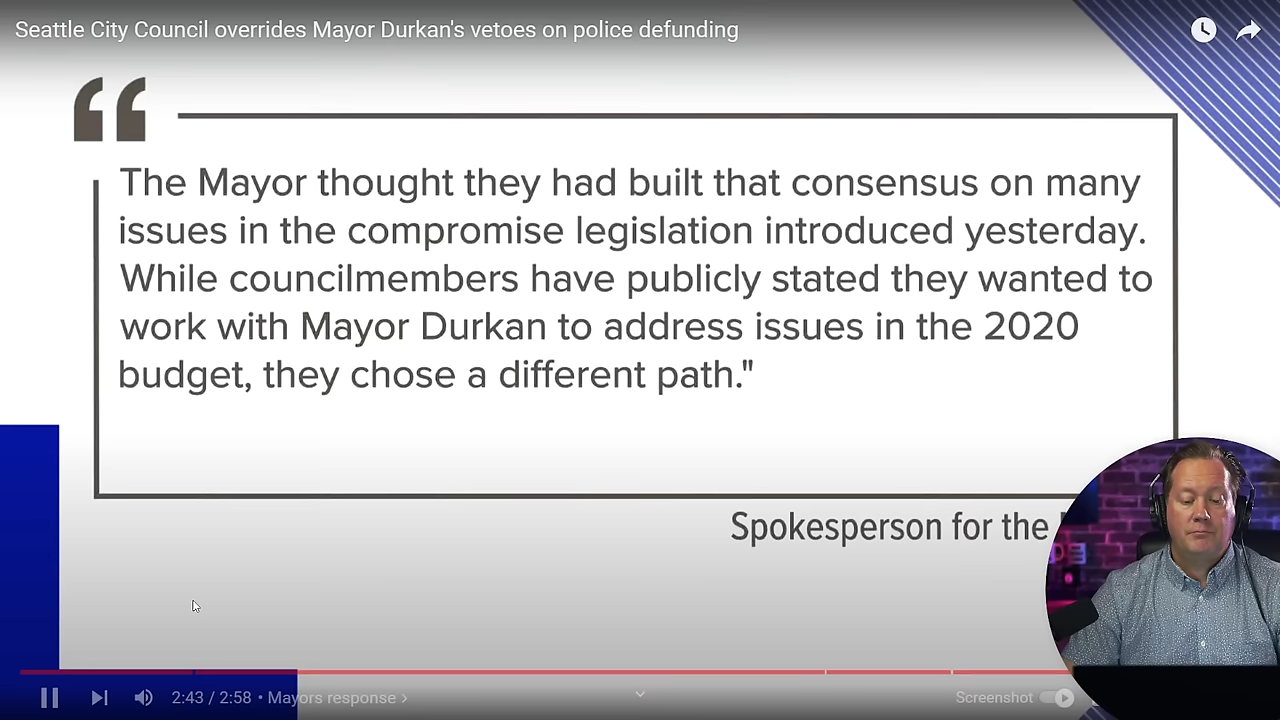 Seattle City Council overrides Mayor Durkan's vetoes on police defunding
“
The Mayor thought they had built that consensus on many
issues in the compromise legislation introduced yesterday.
While councilmembers have publicly stated they wanted to
work with Mayor Durkan to address issues in the 2020
budget, they chose a different path."
Spokesperson for the
2:43 / 2:58 • Mayors response ›
Screenshot